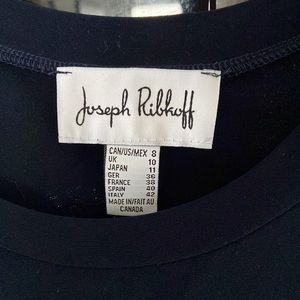 Joseph Ribkoff
CAN/US/MEX 8
UK 10
JAPAN 11
GER 36
FRANCE 38
SPAIN 40
ITALY 42
MADE IN/FAIT AU
CANADA